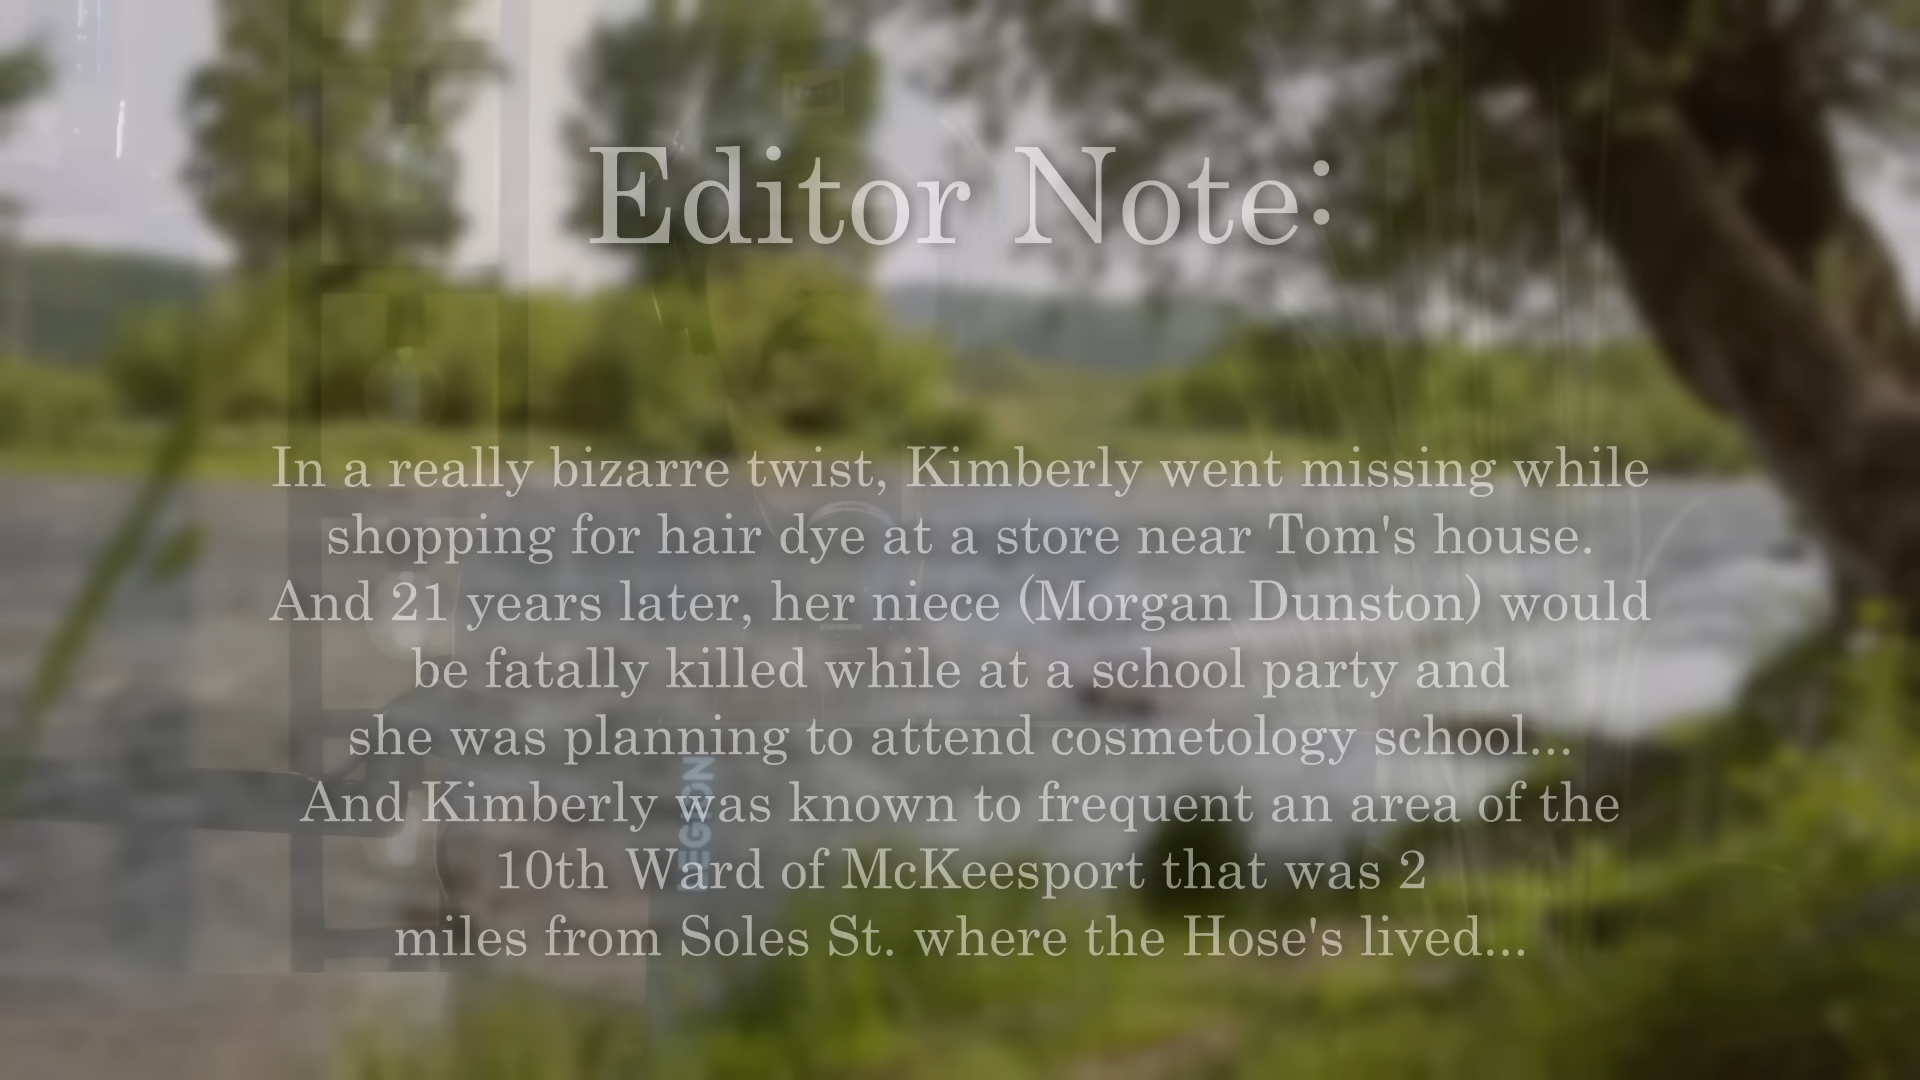 Editor Note:
In a really bizarre twist, Kimberly went missing while
shopping for hair dye at a store near Tom's house.
And 21 years later, her niece (Morgan Dunston) would
be fatally killed while at a school party and
she was planning to attend cosmetology school...
And Kimberly was known to frequent an area of the
10th Ward of McKeesport that was 2
miles from Soles St. where the Hose's lived...
LEGION